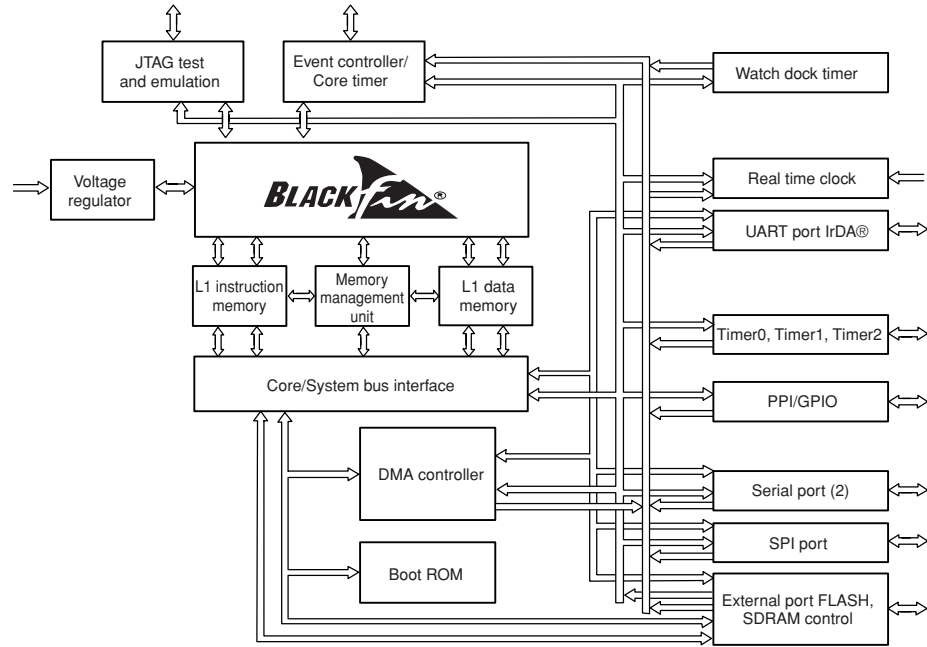 JTAG test
and emulation
Event controller/
Core timer
Watch dock timer
Voltage
regulator
BLACKfin®
Real time clock
UART port IrDA®
L1 instruction
memory
Memory
management
unit
L1 data
memory
Timer0, Timer1, Timer2
Core/System bus interface
PPI/GPIO
DMA controller
Serial port (2)
SPI port
Boot ROM
External port FLASH,
SDRAM control